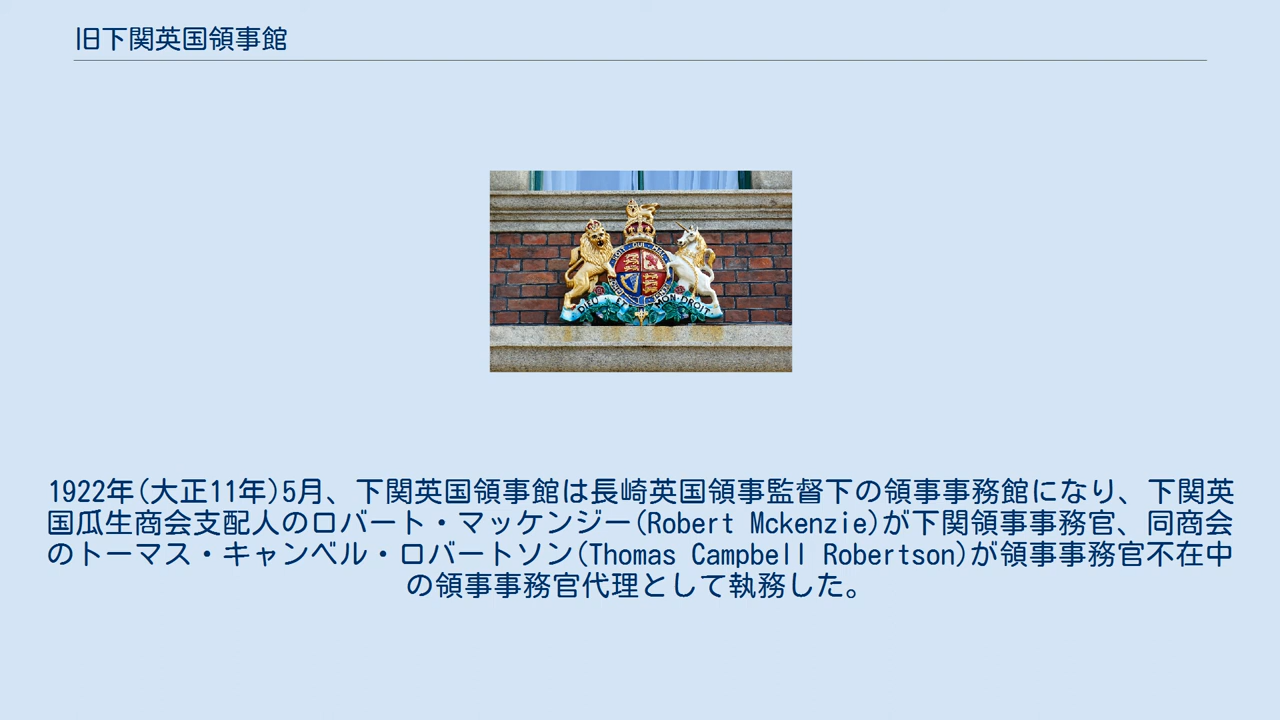 旧下関英国領事館
DIEU ET MON DROIT
1922年(大正11年)5月、下関英国領事館は長崎英国領事監督下の領事事務館になり、下関英
国瓜生商会支配人のロバート・マッケンジー(Robert Mckenzie)が下関領事事務官、同商会
のトーマス・キャンベル・ロバートソン(Thomas Campbell Robertson)が領事事務官不在中
の領事事務官代理として執務した。